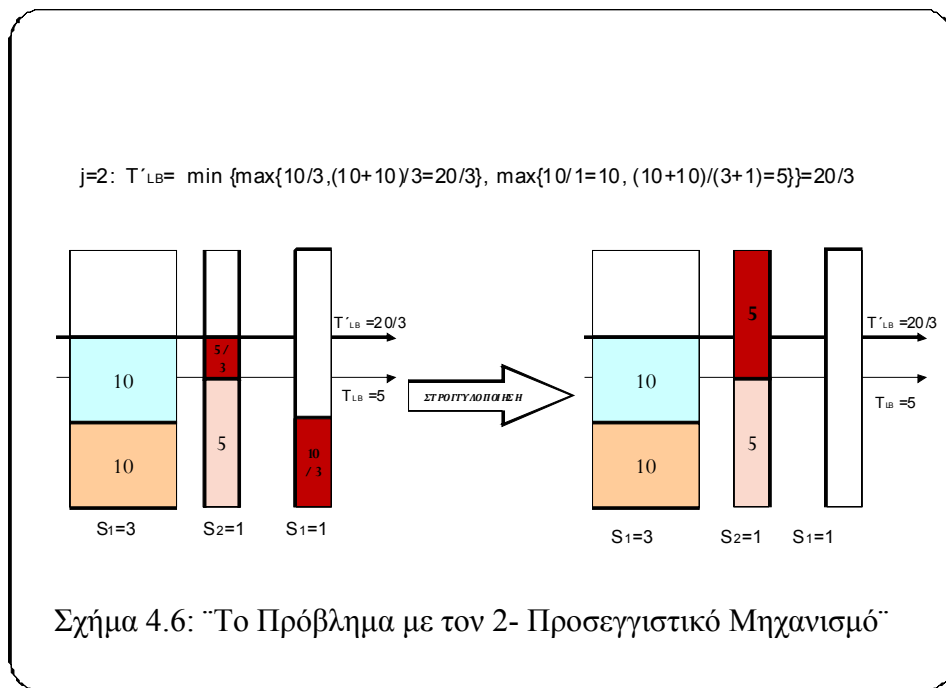 j=2: T´LB= min {max{10/3,(10+10)/3=20/3}, max{10/1=10, (10+10)/(3+1)=5}}=20/3
T´LB =20/3
T´LB =20/3
5 /
3
5
10
10
TLB =5
ΣΤΡΟΓΓΥΛΟΠΟΙΗΣΗ
TLB =5
5
10
10
10
/ 3
5
10
S1=3 S2=1 S1=1
S1=3 S2=1 S1=1
Σχήμα 4.6: ¨Το Πρόβλημα με τον 2- Προσεγγιστικό Μηχανισμό¨